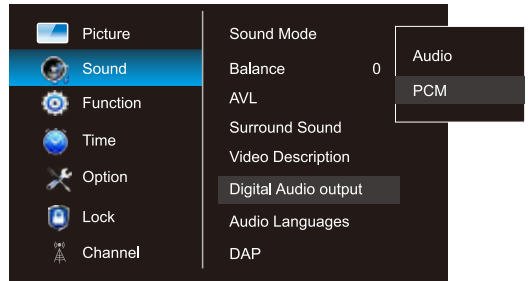 Picture
Sound
Function
Time
Option
Lock
Channel
Sound Mode
Balance 0
AVL
Surround Sound
Video Description
Digital Audio output
Audio Languages
DAP
Audio
PCM